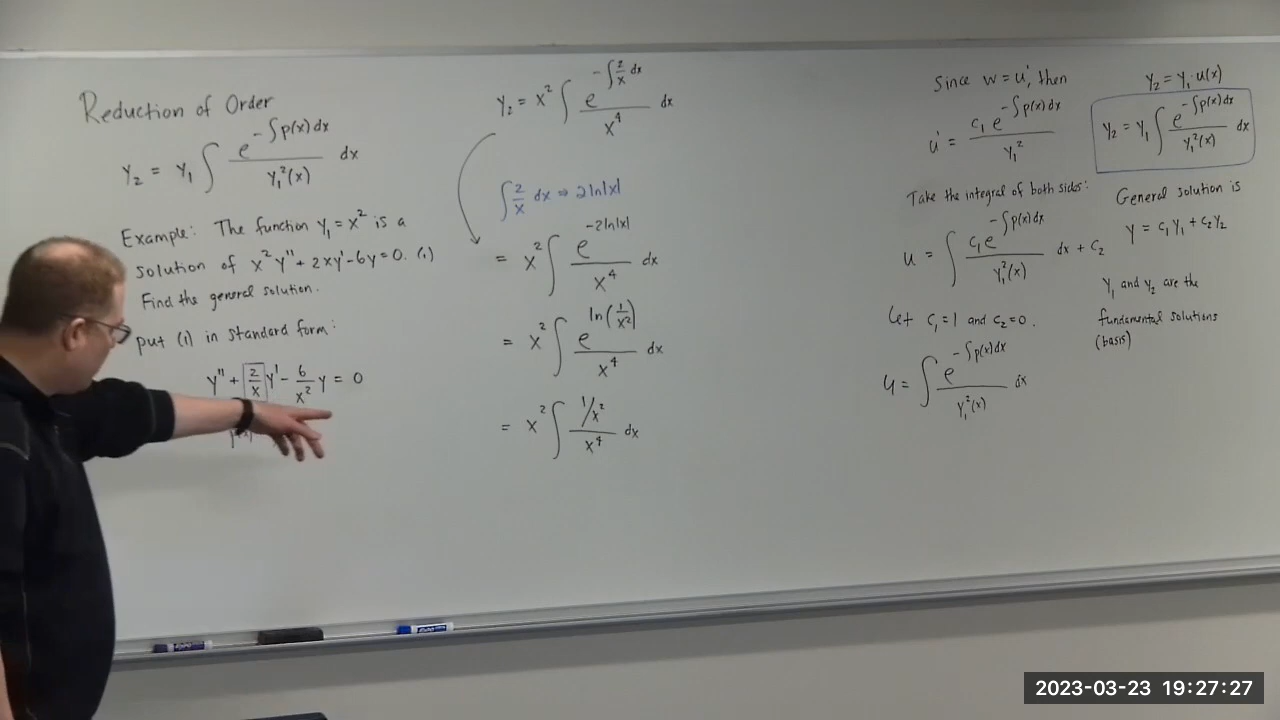 Reduction of Order
y₂ = y₁ ∫ e^(-∫p(x)dx) / y₁²(x) dx
Example: The function y₁ = x² is a
solution of x²y'' + 2xy' - 6y = 0. (1)
Find the general solution.
put (1) in standard form:
y'' + 2/x y' - 6/x² y = 0
y₂ = x² ∫ e^(-∫2/x dx) / x⁴ dx
∫ 2/x dx ⇒ 2ln|x|
= x² ∫ e^(-2ln|x|) / x⁴ dx
= x² ∫ e^(ln(1/x²)) / x⁴ dx
= x² ∫ (1/x²) / x⁴ dx
Since w = u', then
u' = c₁e^(-∫p(x)dx) / y₁²
Take the integral of both sides:
u = ∫ c₁e^(-∫p(x)dx) / y₁²(x) dx + c₂
Let c₁=1 and c₂=0.
u = ∫ e^(-∫p(x)dx) / y₁²(x) dx
y₂ = y₁·u(x)
y₂ = y₁ ∫ e^(-∫p(x)dx) / y₁²(x) dx
General solution is
y = c₁y₁ + c₂y₂
y₁ and y₂ are the
fundamental solutions
(basis)
2023-03-23 19:27:27